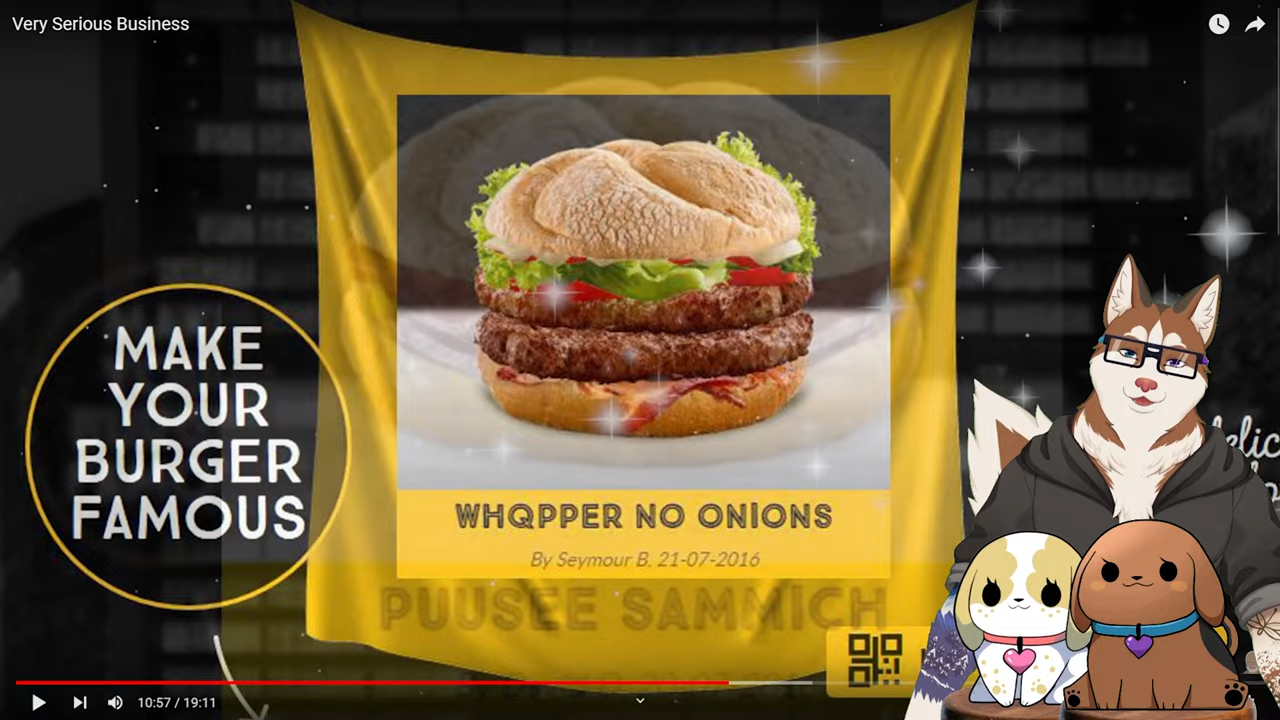 Very Serious Business
MAKE
YOUR
BURGER
FAMOUS
WHQPPER NO ONIONS
By Seymour B, 21-07-2016
PUUSEE SAMMICH
10:57 / 19:11